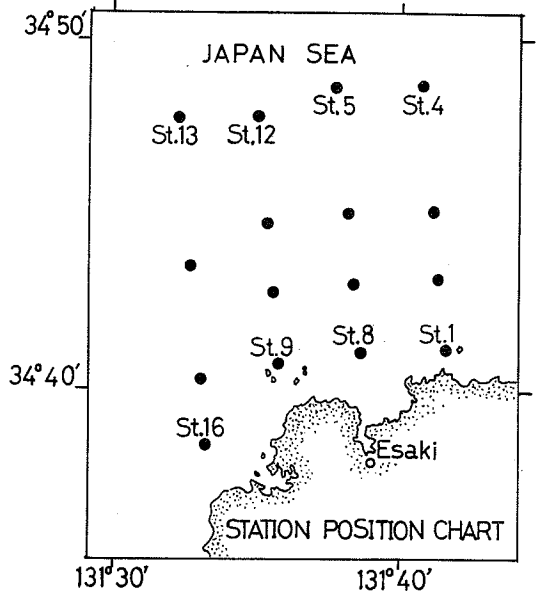 34°50'
JAPAN SEA
St.5
St.4
St.13
St.12
St.9
St.8
St.1
34°40'
St.16
Esaki
STATION POSITION CHART
131°30'
131°40'